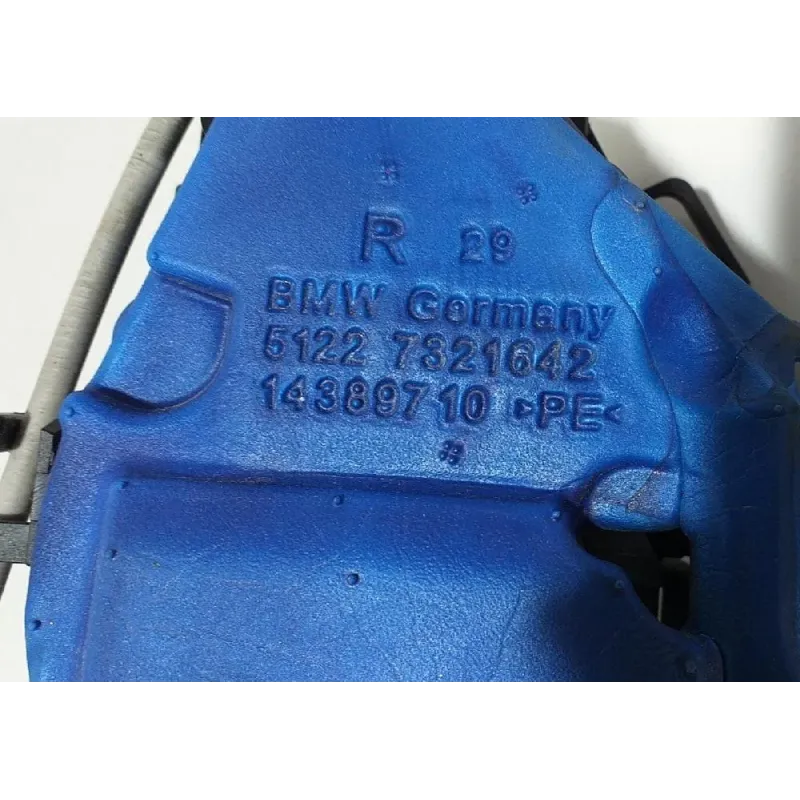 R 29
BMW Germany
5122 7321642
14389710 >PE<